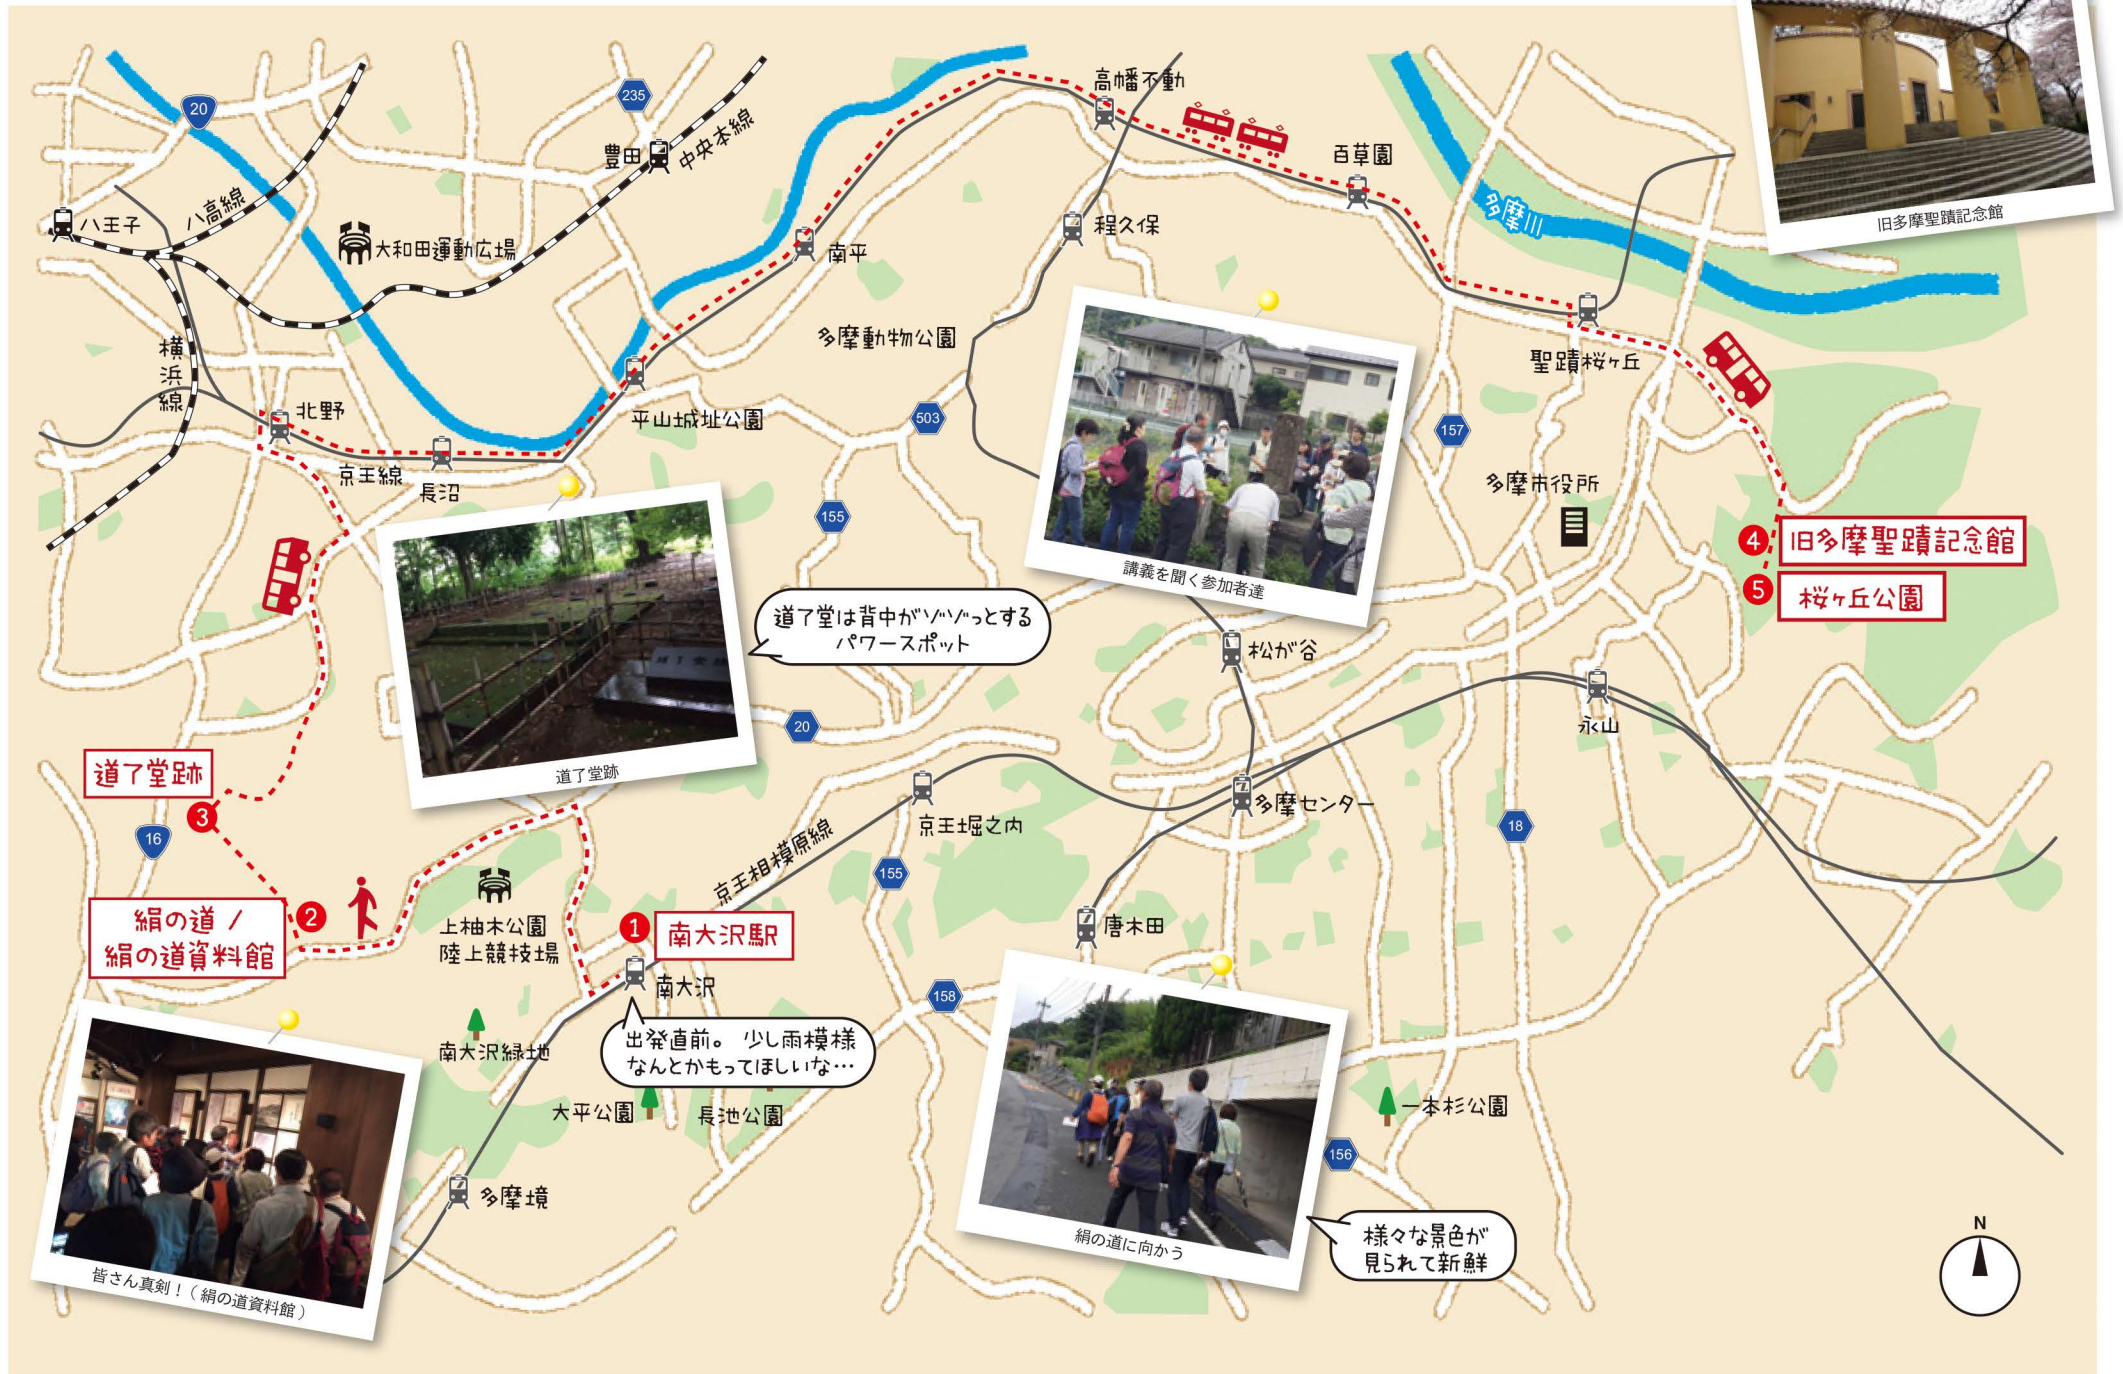 旧多摩聖蹟記念館
20
235
豊田
中央本線
八高線
八王子
大和田運動広場
高幡不動
百草園
多摩川
程久保
南平
多摩動物公園
聖蹟桜ヶ丘
横浜線
北野
京王線
長沼
平山城址公園
503
157
155
多摩市役所
講義を聞く参加者達
4
旧多摩聖蹟記念館
5
桜ヶ丘公園
道了堂は背中がゾゾっとする
パワースポット
松が谷
永山
20
道了堂跡
道了堂跡
3
16
京王堀之内
多摩センター
18
京王相模原線
155
絹の道 /
絹の道資料館
2
上柚木公園
陸上競技場
1
南大沢駅
唐木田
南大沢
158
出発直前。 少し雨模様
なんとかもってほしいな…
南大沢緑地
大平公園
長池公園
一本杉公園
156
多摩境
皆さん真剣！（絹の道資料館）
絹の道に向かう
様々な景色が
見られて新鮮
N